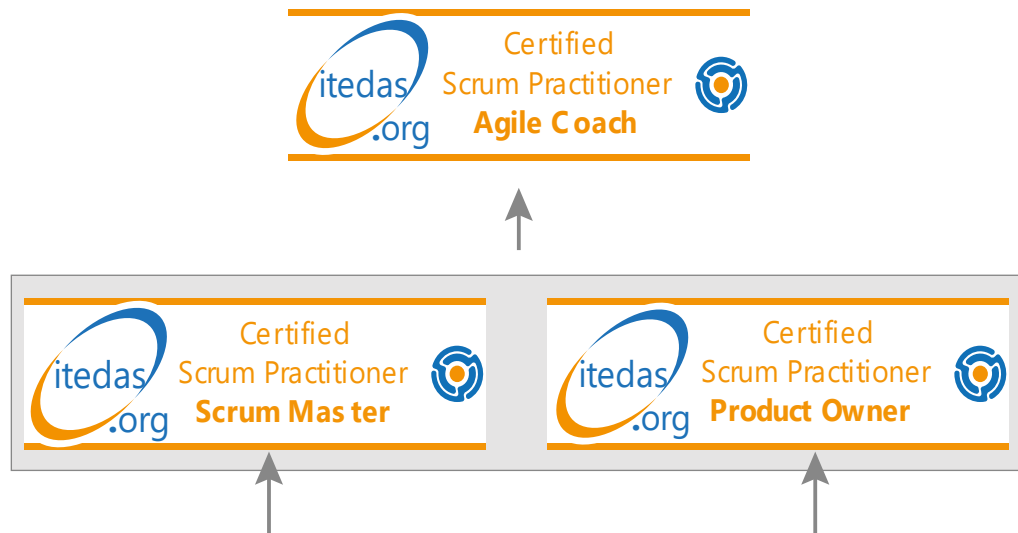 itedas
.org
Certified
Scrum Practitioner
Agile Coach
itedas
.org
Certified
Scrum Practitioner
Scrum Master
itedas
.org
Certified
Scrum Practitioner
Product Owner